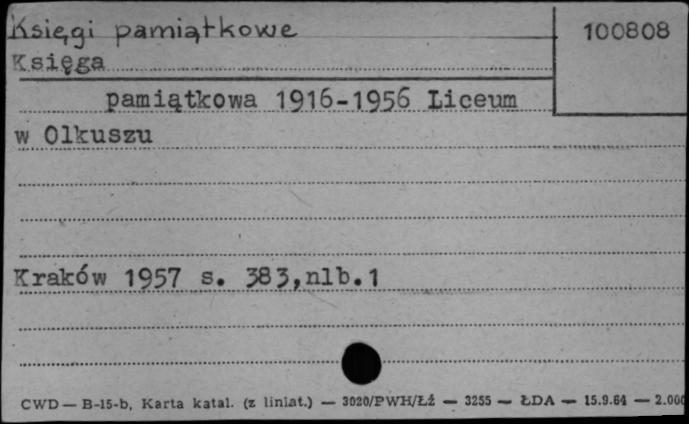 Księgi pamiątkowe
100808
Księga
pamiątkowa 1916-1956 Liceum
w Olkuszu
Kraków 1957 s. 383,nlb.1
CWD — B-15-b, Karta katal. (z liniat.) — 3020/PWH/Łź — 3255 — ŁDA — 15.9.64 — 2.000